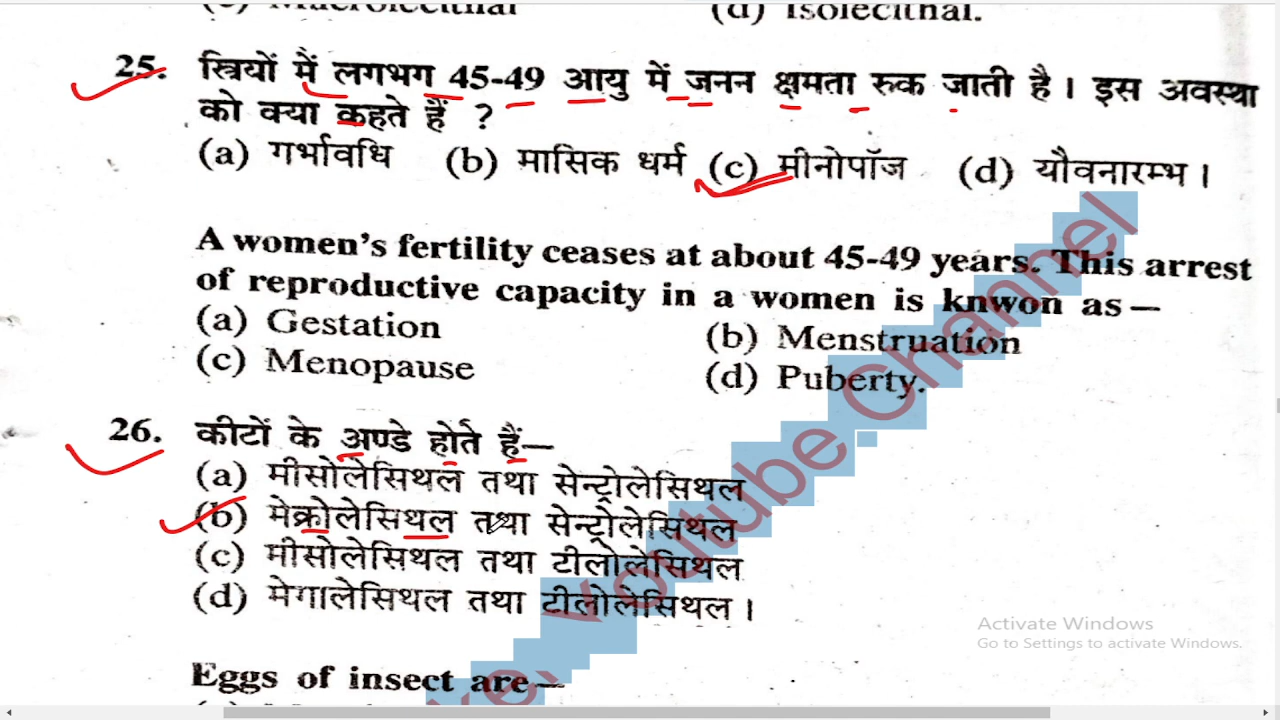 (d) Isolecithal.
25. स्त्रियों में लगभग 45-49 आयु में जनन क्षमता रुक जाती है। इस अवस्था
को क्या कहते हैं ?
(a) गर्भावधि (b) मासिक धर्म (c) मीनोपॉज (d) यौवनारम्भ।
A women's fertility ceases at about 45-49 years. This arrest
of reproductive capacity in a women is knwon as—
(a) Gestation (b) Menstruation
(c) Menopause (d) Puberty.
26. कीटों के अण्डे होते हैं—
(a) मीसोलेसिथल तथा सेन्ट्रोलेसिथल
(b) मेक्रोलेसिथल तथा सेन्ट्रोलेसिथल
(c) मीसोलेसिथल तथा टीलोलेसिथल
(d) मेगालेसिथल तथा टीलोलेसिथल।
Eggs of insect are—
Youtube Channel
Activate Windows
Go to Settings to activate Windows.